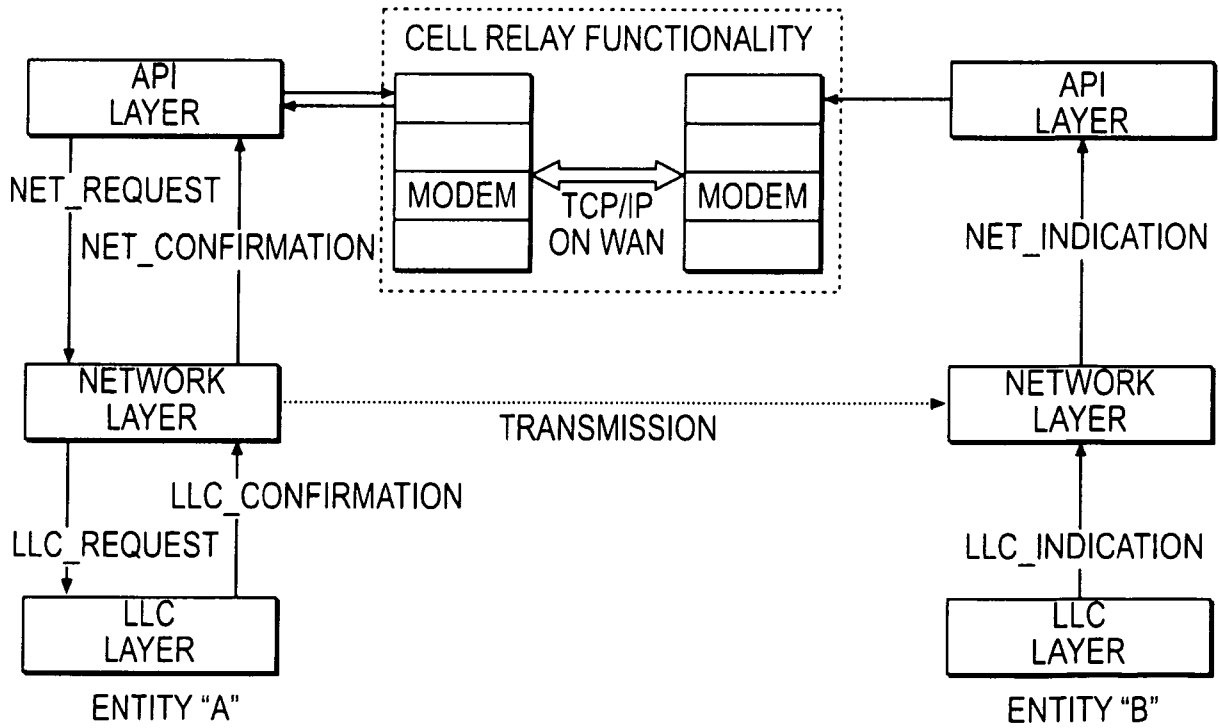 CELL RELAY FUNCTIONALITY
API
LAYER
API
LAYER
NET_REQUEST
MODEM
TCP/IP
ON WAN
MODEM
NET_CONFIRMATION
NET_INDICATION
NETWORK
LAYER
TRANSMISSION
NETWORK
LAYER
LLC_CONFIRMATION
LLC_REQUEST
LLC_INDICATION
LLC
LAYER
LLC
LAYER
ENTITY “A”
ENTITY “B”